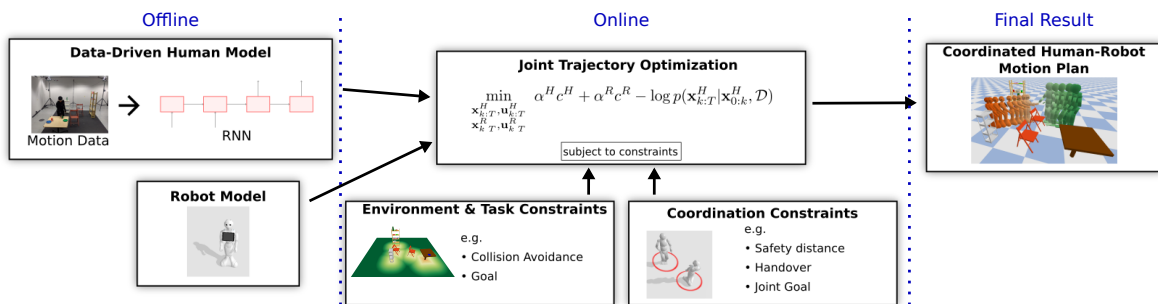 Offline
Online
Final Result
Data-Driven Human Model
Motion Data
RNN
Robot Model
Joint Trajectory Optimization
min α^H c^H + α^R c^R − log p(x^H_{k:T}|x^H_{0:k}, D)
x^H_{k:T},u^H_{k:T}
x^R_{k T},u^R_{k T}
subject to constraints
Environment & Task Constraints
e.g.
• Collision Avoidance
• Goal
Coordination Constraints
e.g.
• Safety distance
• Handover
• Joint Goal
Coordinated Human-Robot
Motion Plan